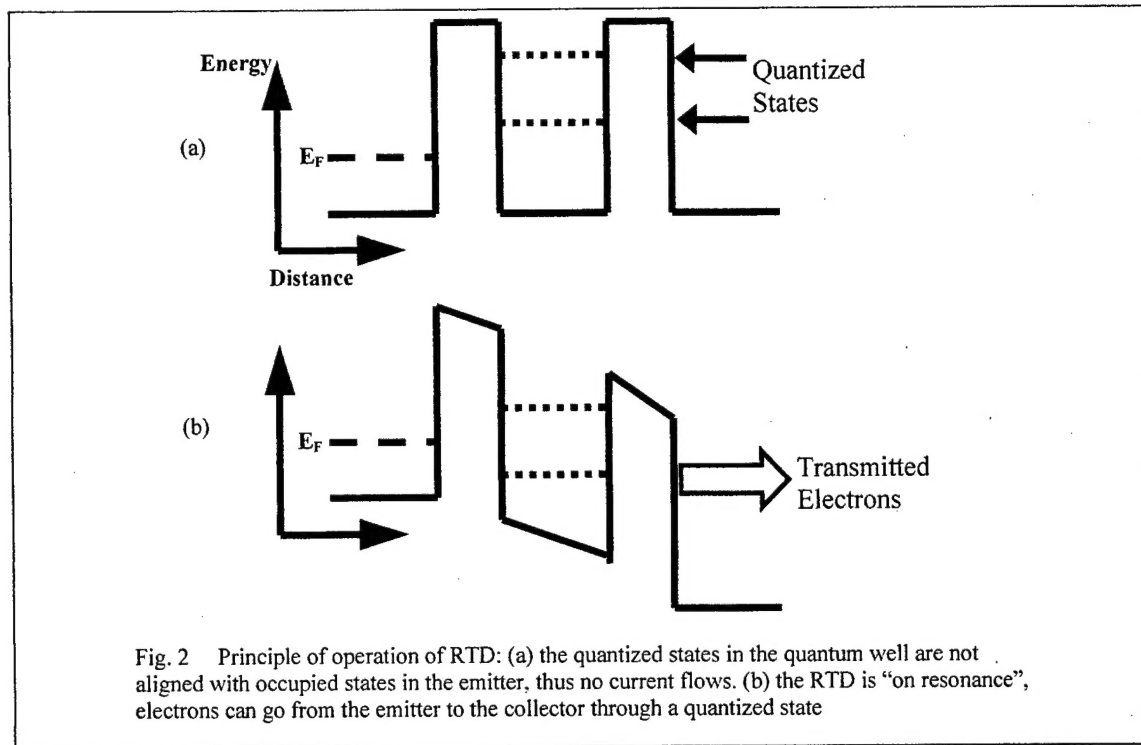 Energy
Quantized
States
(a)
E_F
Distance
(b)
E_F
Transmitted
Electrons
Fig. 2 Principle of operation of RTD: (a) the quantized states in the quantum well are not
aligned with occupied states in the emitter, thus no current flows. (b) the RTD is “on resonance”,
electrons can go from the emitter to the collector through a quantized state